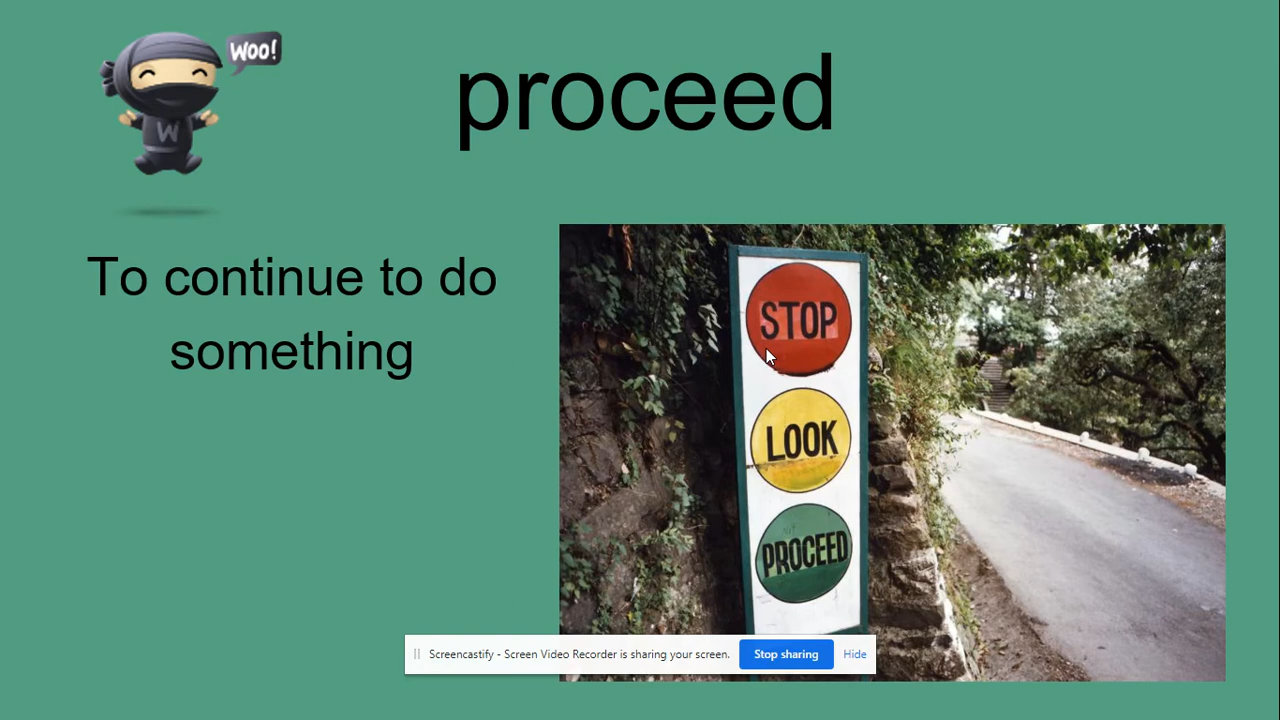 Woo!
W
proceed
To continue to do
something
STOP
LOOK
PROCEED
Screencastify - Screen Video Recorder is sharing your screen.
Stop sharing
Hide